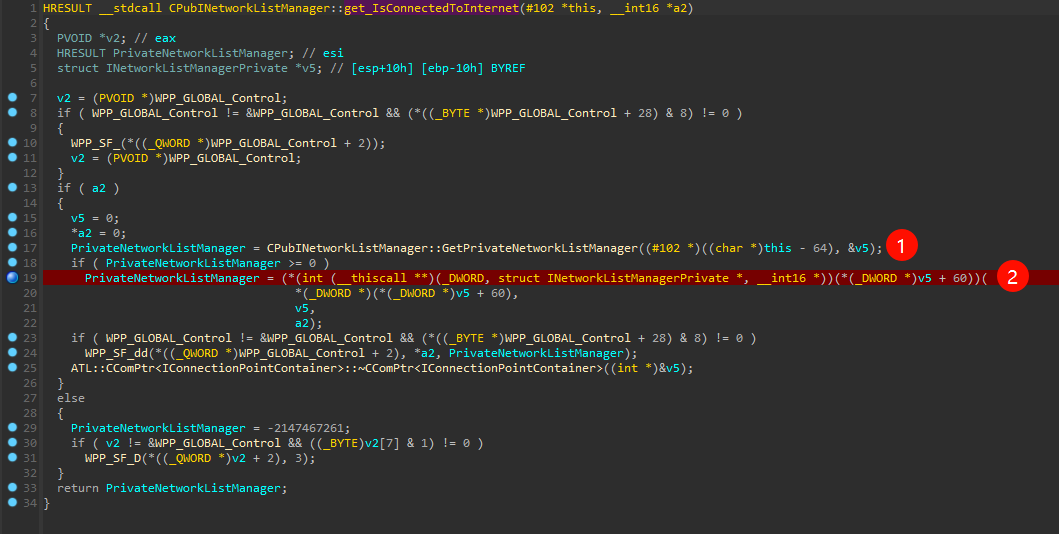 1 HRESULT __stdcall CPubINetworkListManager::get_IsConnectedToInternet(#102 *this, __int16 *a2)
2 {
3   PVOID *v2; // eax
4   HRESULT PrivateNetworkListManager; // esi
5   struct INetworkListManagerPrivate *v5; // [esp+10h] [ebp-10h] BYREF
6
7   v2 = (PVOID *)WPP_GLOBAL_Control;
8   if ( WPP_GLOBAL_Control != &WPP_GLOBAL_Control && (*((_BYTE *)WPP_GLOBAL_Control + 28) & 8) != 0 )
9   {
10     WPP_SF_(*((_QWORD *)WPP_GLOBAL_Control + 2));
11     v2 = (PVOID *)WPP_GLOBAL_Control;
12   }
13   if ( a2 )
14   {
15     v5 = 0;
16     *a2 = 0;
17     PrivateNetworkListManager = CPubINetworkListManager::GetPrivateNetworkListManager((#102 *)((char *)this - 64), &v5); 1
18     if ( PrivateNetworkListManager >= 0 )
19       PrivateNetworkListManager = (*(int (__thiscall **)(_DWORD, struct INetworkListManagerPrivate *, __int16 *))(*(_DWORD *)v5 + 60))( 2
20                                     *(_DWORD *)(*(_DWORD *)v5 + 60),
21                                     v5,
22                                     a2);
23     if ( WPP_GLOBAL_Control != &WPP_GLOBAL_Control && (*((_BYTE *)WPP_GLOBAL_Control + 28) & 8) != 0 )
24       WPP_SF_dd(*((_QWORD *)WPP_GLOBAL_Control + 2), *a2, PrivateNetworkListManager);
25     ATL::CComPtr<IConnectionPointContainer>::~CComPtr<IConnectionPointContainer>((int *)&v5);
26   }
27   else
28   {
29     PrivateNetworkListManager = -2147467261;
30     if ( v2 != &WPP_GLOBAL_Control && ((_BYTE)v2[7] & 1) != 0 )
31       WPP_SF_D(*((_QWORD *)v2 + 2), 3);
32   }
33   return PrivateNetworkListManager;
34 }